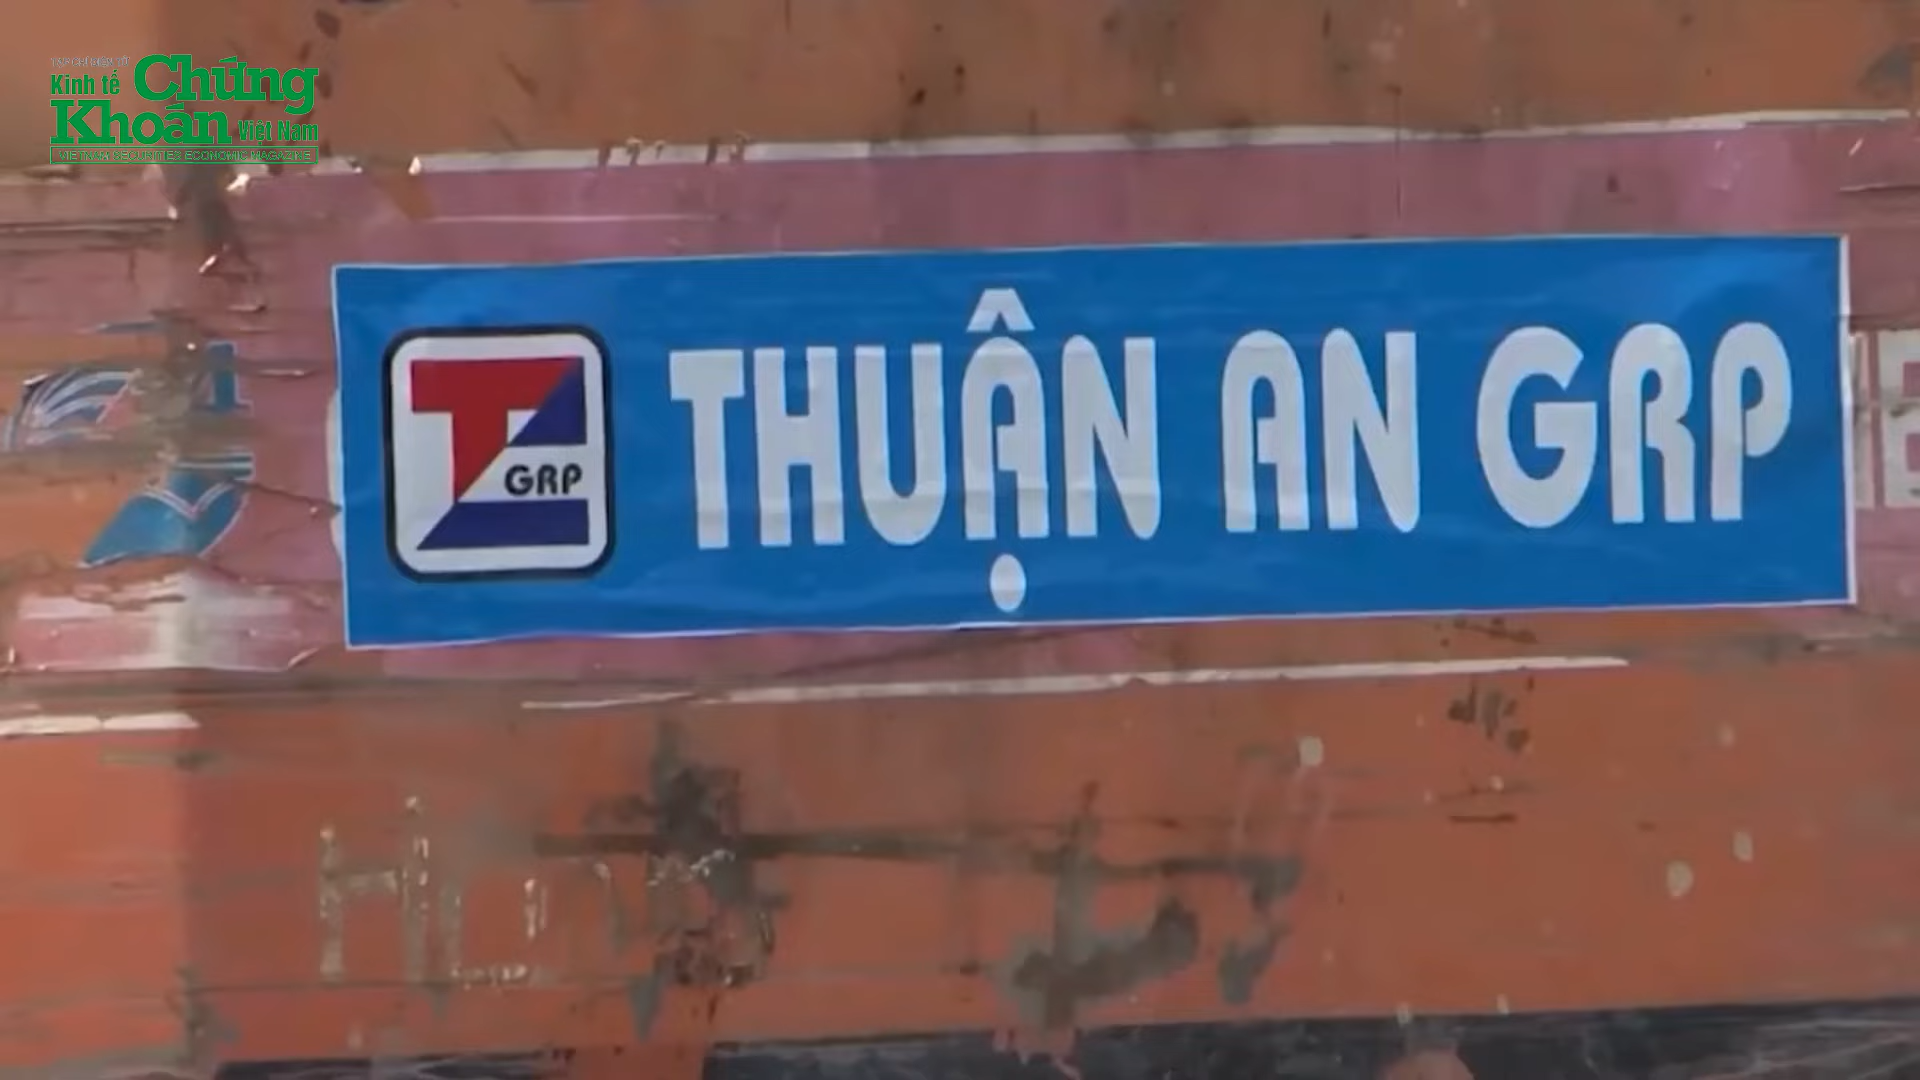 Kinh tế Chứng
Khoán Việt Nam
VIETNAM SECURITIES ECONOMIC MAGAZINE
GRP
THUẬN AN GRP